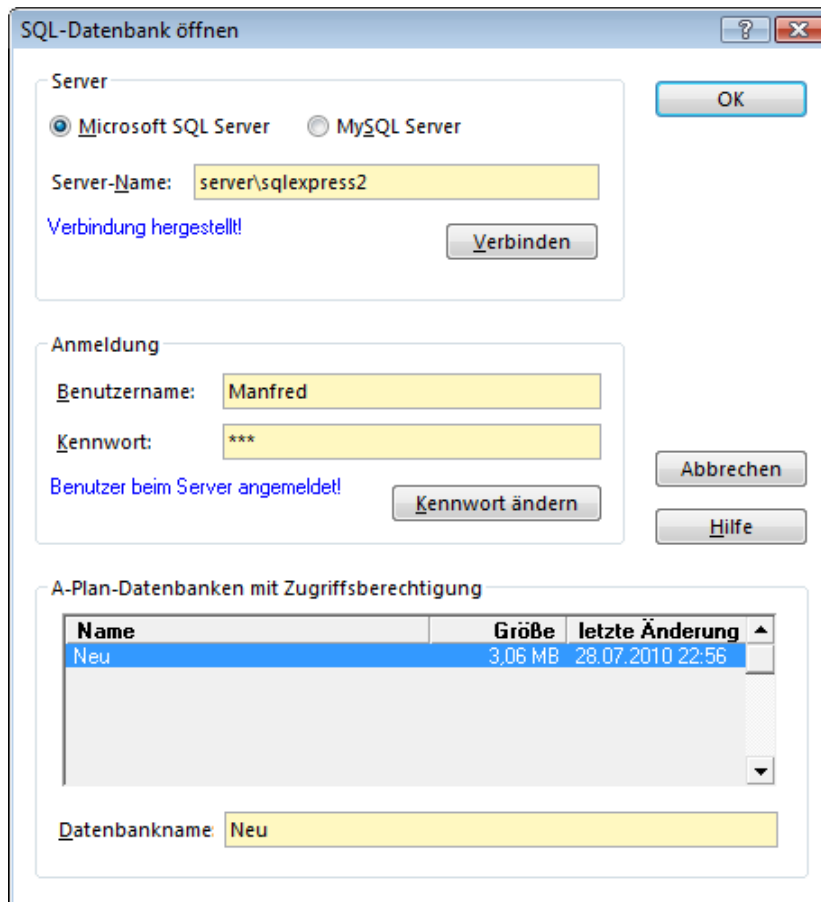 SQL-Datenbank öffnen
Server
OK
Microsoft SQL Server MySQL Server
Server-Name: server\sqlexpress2
Verbindung hergestellt!
Verbinden
Anmeldung
Benutzername: Manfred
Kennwort: ***
Abbrechen
Benutzer beim Server angemeldet!
Kennwort ändern
Hilfe
A-Plan-Datenbanken mit Zugriffsberechtigung
Name Größe letzte Änderung
Neu 3,06 MB 28.07.2010 22:56
Datenbankname: Neu